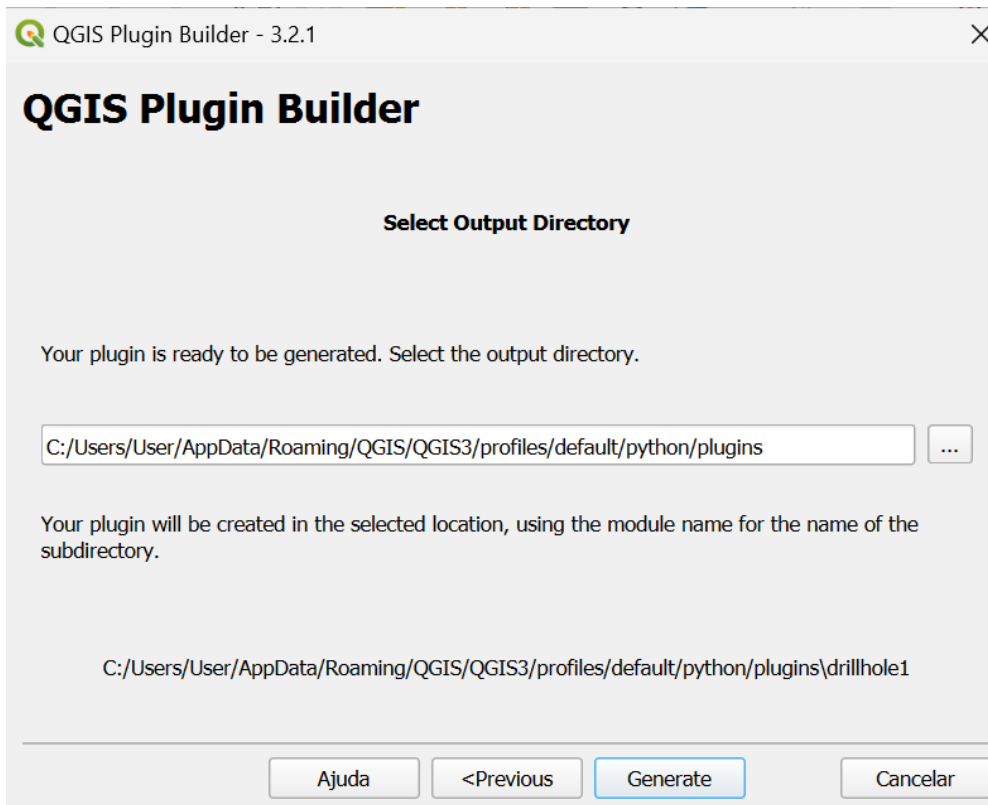 QGIS Plugin Builder - 3.2.1
QGIS Plugin Builder
Select Output Directory
Your plugin is ready to be generated. Select the output directory.
C:/Users/User/AppData/Roaming/QGIS/QGIS3/profiles/default/python/plugins
...
Your plugin will be created in the selected location, using the module name for the name of the
subdirectory.
C:/Users/User/AppData/Roaming/QGIS/QGIS3/profiles/default/python/plugins\drillhole1
Ajuda <Previous Generate Cancelar